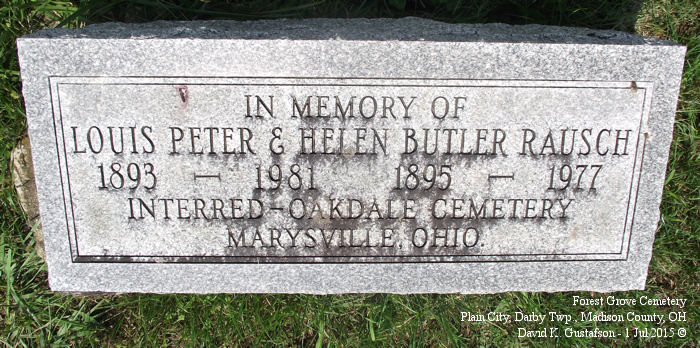 IN MEMORY OF
LOUIS PETER & HELEN BUTLER RAUSCH
1893 — 1981 1895 — 1977
INTERRED-OAKDALE CEMETERY
MARYSVILLE, OHIO.
Forest Grove Cemetery
Plain City, Darby Twp., Madison County, OH
David K. Gustafson - 1 Jul 2015 ©